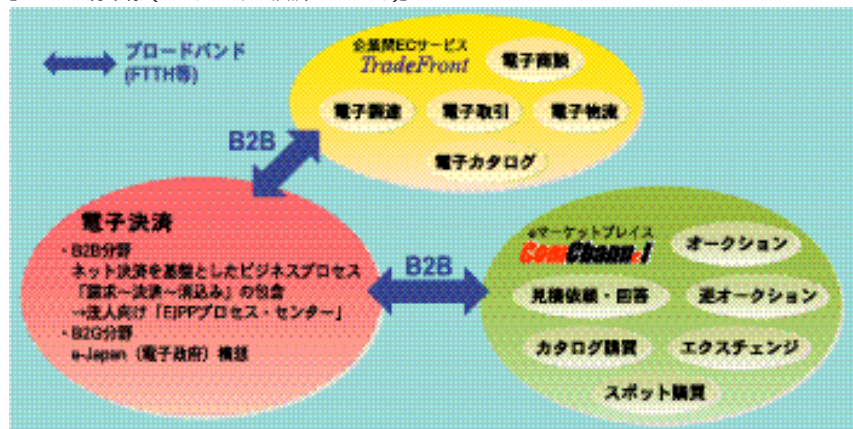 ブロードバンド
(FTTH等)
企業間ECサービス
TradeFront
電子商談
電子調達
電子取引
電子物流
電子カタログ
B2B
電子決済
・B2B分野
ネット決済を基盤としたビジネスプロセス
「請求～決済～消込み」の包含
→法人向け「EIPPプロセス・センター」
・B2G分野
e-Japan（電子政府）構想
B2B
eマーケットプレイス
ComChannel
オークション
見積依頼・回答
逆オークション
カタログ購買
エクスチェンジ
スポット購買